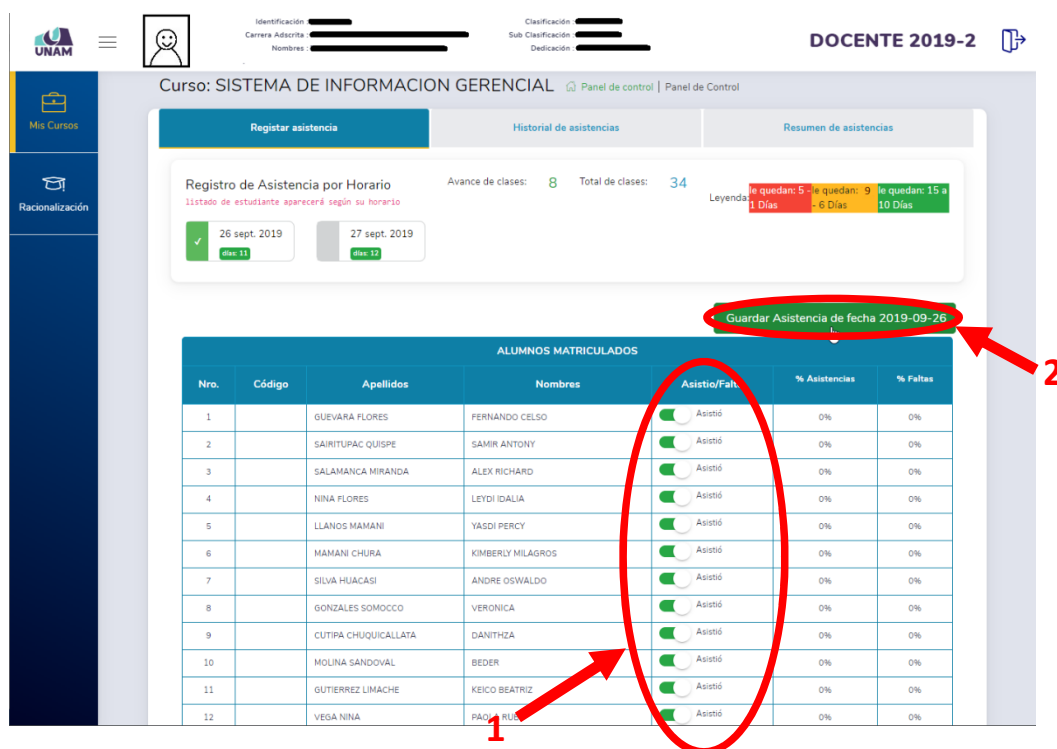 UNAM
Identificación :
Carrera Adscrita :
Nombres :
Clasificación :
Sub Clasificación :
Dedicación :
DOCENTE 2019-2
Mis Cursos
Racionalización
Curso: SISTEMA DE INFORMACION GERENCIAL Panel de control | Panel de Control
Registar asistencia Historial de asistencias Resumen de asistencias
Registro de Asistencia por Horario
listado de estudiante aparecerá según su horerio
Avance de clases: 8 Total de clases: 34
Leyenda:
le quedan: 5 -
1 Días
le quedan: 9
- 6 Días
le quedan: 15 a
10 Días
26 sept. 2019
días: 11
27 sept. 2019
días: 12
Guardar Asistencia de fecha 2019-09-26
2
ALUMNOS MATRICULADOS
Nro. Código Apellidos Nombres Asistio/Falt % Asistencias % Faltas
1 GUEVARA FLORES FERNANDO CELSO Asistió 0% 0%
2 SAIRITUPAC QUISPE SAMIR ANTONY Asistió 0% 0%
3 SALAMANCA MIRANDA ALEX RICHARD Asistió 0% 0%
4 NINA FLORES LEYDI IDALIA Asistió 0% 0%
5 LLANOS MAMANI YASDI PERCY Asistió 0% 0%
6 MAMANI CHURA KIMBERLY MILAGROS Asistió 0% 0%
7 SILVA HUACASI ANDRE OSWALDO Asistió 0% 0%
8 GONZALES SOMOCCO VERONICA Asistió 0% 0%
9 CUTIPA CHUQUICALLATA DANITHZA Asistió 0% 0%
10 MOLINA SANDOVAL BEDER Asistió 0% 0%
11 GUTIERREZ LIMACHE KEICO BEATRIZ Asistió 0% 0%
12 VEGA NINA Asistió 0% 0%
1